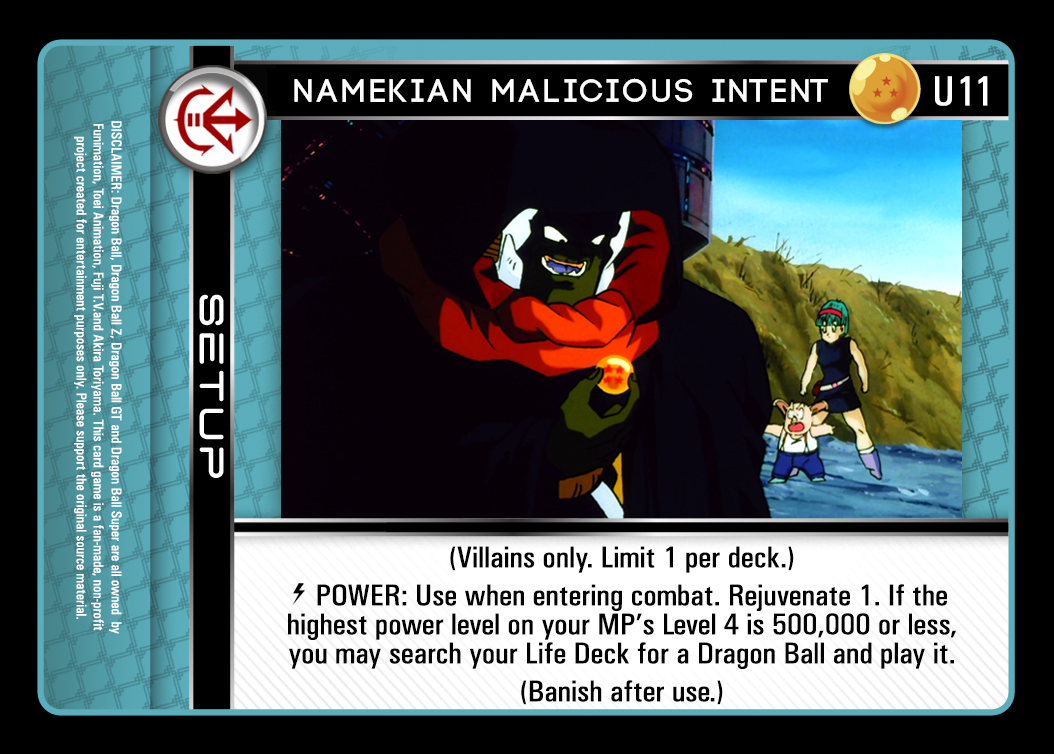 NAMEKIAN MALICIOUS INTENT
U11
SETUP
(Villains only. Limit 1 per deck.)
POWER: Use when entering combat. Rejuvenate 1. If the
highest power level on your MP's Level 4 is 500,000 or less,
you may search your Life Deck for a Dragon Ball and play it.
(Banish after use.)
DISCLAIMER: Dragon Ball, Dragon Ball Z, Dragon Ball GT and Dragon Ball Super are all owned by
Funimation, Toei Animation, Fuji T.V.and Akira Toriyama. This card game is a fan-made, non-profit
project created for entertainment purposes only. Please support the original source material.